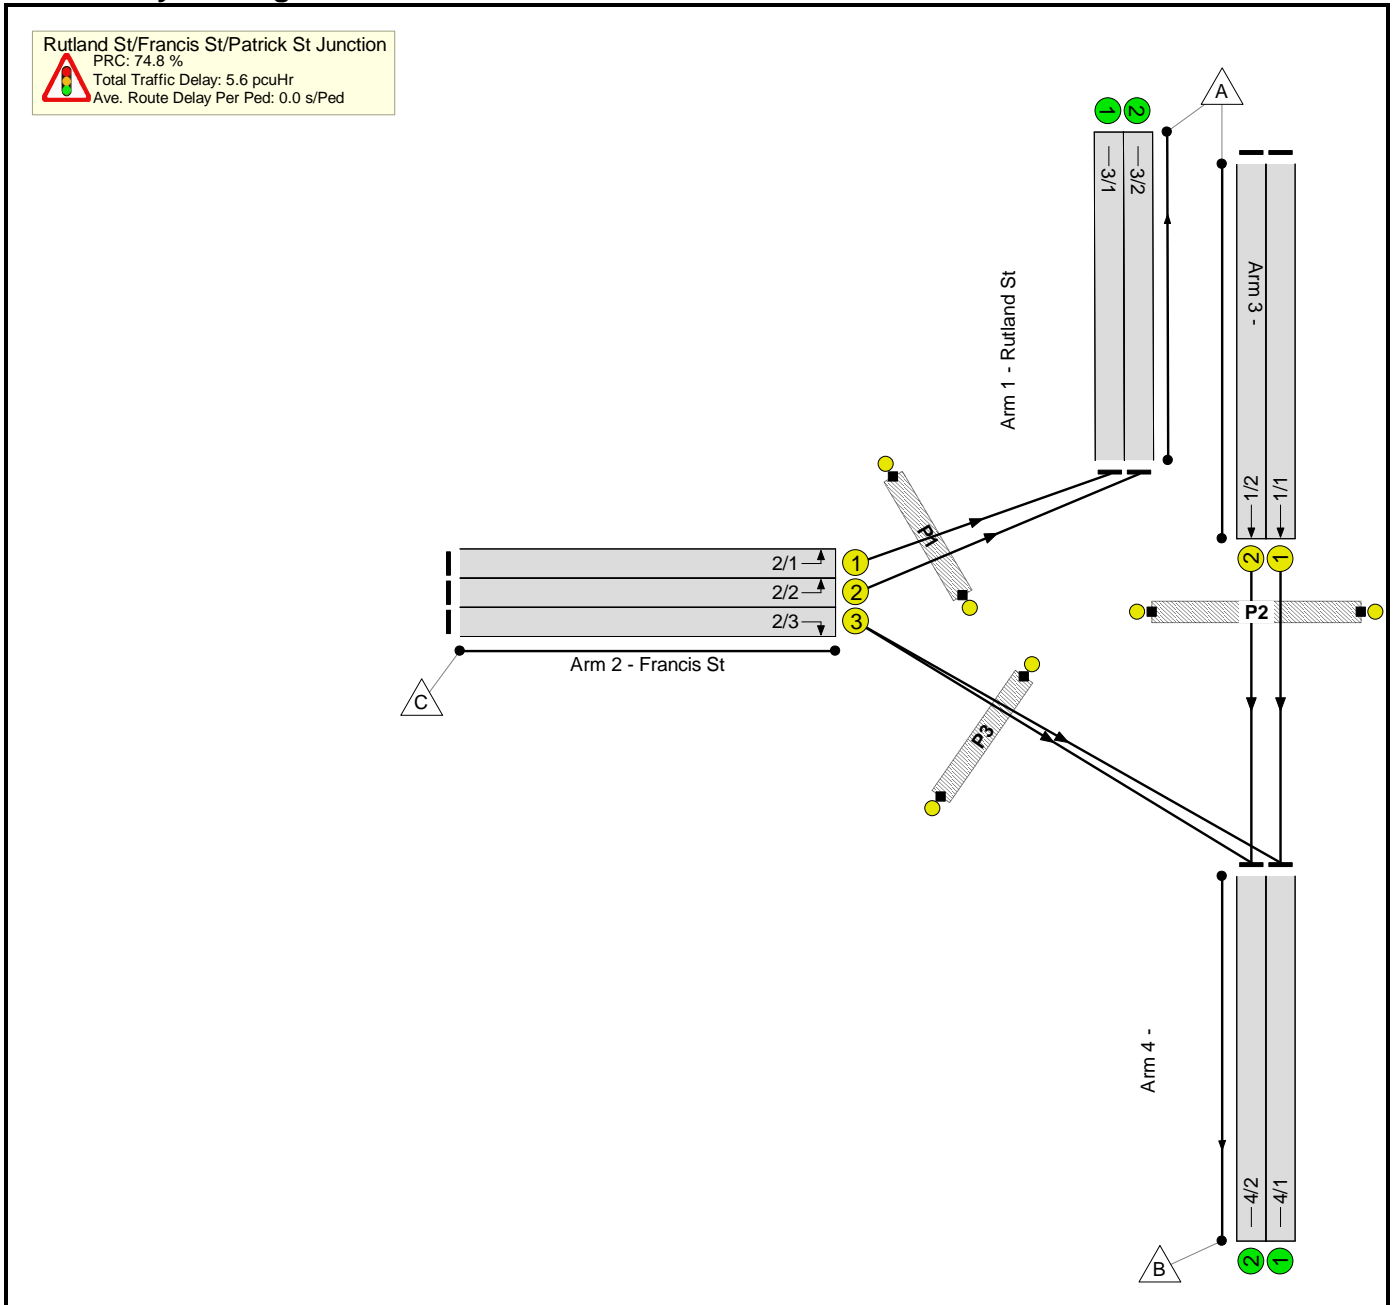 Rutland St/Francis St/Patrick St Junction
PRC: 74.8 %
Total Traffic Delay: 5.6 pcuHr
Ave. Route Delay Per Ped: 0.0 s/Ped
A
1
2
3/1
3/2
Arm 3 -
Arm 1 - Rutland St
1/2
1/1
2
1
P1
2/1
2/2
2/3
1
2
3
P2
Arm 2 - Francis St
C
P3
Arm 4 -
4/2
4/1
B
2
1